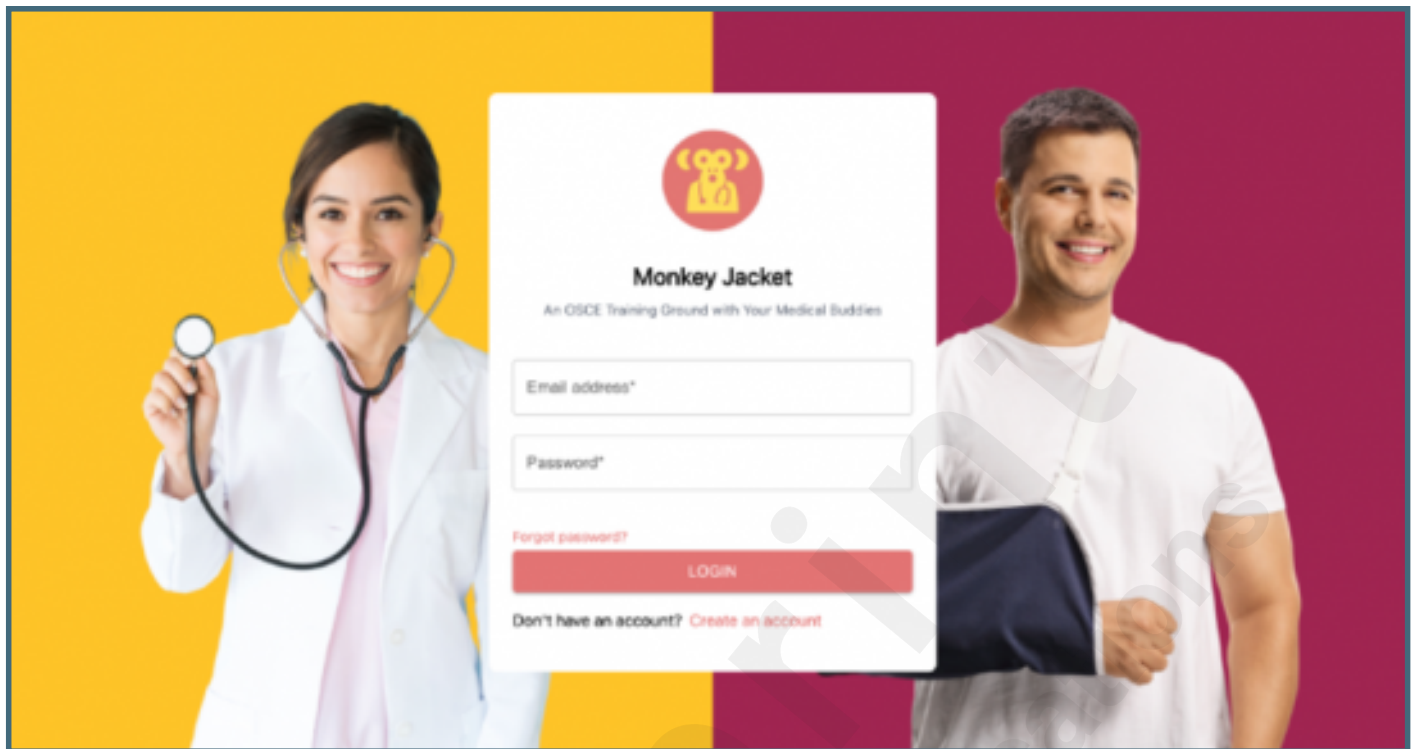 Monkey Jacket
An OSCE Training Ground with Your Medical Buddies
Email address*
Password*
Forgot password?
LOGIN
Don't have an account? Create an account